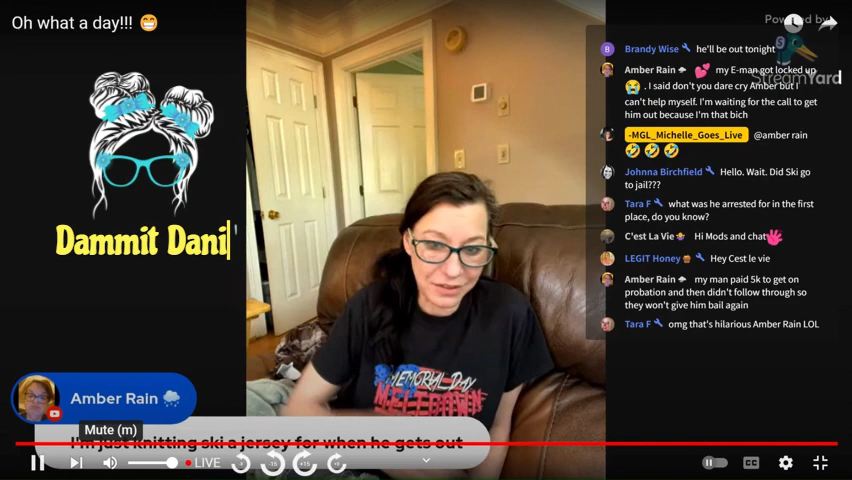 Oh what a day!!! 😁
Powered by
StreamYard
Brandy Wise 🔧 he'll be out tonight
Amber Rain 🌧 💕 my E-man got locked up
😭 . I said don't you dare cry Amber but I
can't help myself. I'm waiting for the call to get
him out because I'm that bich
-MGL_Michelle_Goes_Live @amber rain
🤣 🤣 🤣
Johnna Birchfield 🔧 Hello. Wait. Did Ski go
to jail???
Tara F 🔧 what was he arrested for in the first
place, do you know?
C'est La Vie Hi Mods and chat
LEGIT Honey 🍯 🔧 Hey Cest le vie
Amber Rain 🌧 my man paid 5k to get on
probation and then didn't follow through so
they won't give him bail again
Tara F 🔧 omg that's hilarious Amber Rain LOL
Dammit Dani
MEMORIAL DAY
MELTDOWN
Amber Rain 🌧
Mute (m)
I'm just knitting ski a jersey for when he gets out
LIVE
-15
+15
CC